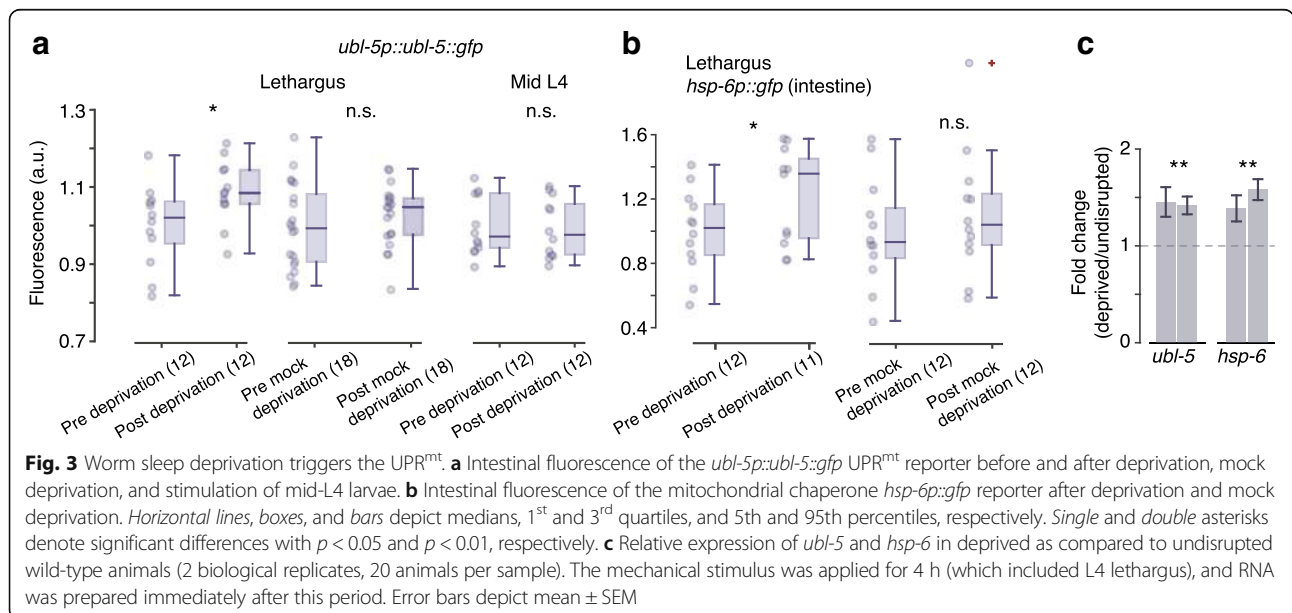 a
ubl-5p::ubl-5::gfp
Lethargus
Mid L4
*
n.s.
n.s.
Fluorescence (a.u.)
1.3
1.1
0.9
0.7
Pre deprivation (12)
Post deprivation (12)
Pre mock
deprivation (18)
Post mock
deprivation (18)
Pre deprivation (12)
Post deprivation (12)
b
Lethargus
hsp-6p::gfp (intestine)
+
*
n.s.
1.6
1.2
0.8
0.4
Pre deprivation (12)
Post deprivation (11)
Pre mock
deprivation (12)
Post mock
deprivation (12)
c
Fold change
(deprived/undisrupted)
2
1
0
**
**
ubl-5
hsp-6
Fig. 3 Worm sleep deprivation triggers the UPRmt. a Intestinal fluorescence of the ubl-5p::ubl-5::gfp UPRmt reporter before and after deprivation, mock
deprivation, and stimulation of mid-L4 larvae. b Intestinal fluorescence of the mitochondrial chaperone hsp-6p::gfp reporter after deprivation and mock
deprivation. Horizontal lines, boxes, and bars depict medians, 1st and 3rd quartiles, and 5th and 95th percentiles, respectively. Single and double asterisks
denote significant differences with p < 0.05 and p < 0.01, respectively. c Relative expression of ubl-5 and hsp-6 in deprived as compared to undisrupted
wild-type animals (2 biological replicates, 20 animals per sample). The mechanical stimulus was applied for 4 h (which included L4 lethargus), and RNA
was prepared immediately after this period. Error bars depict mean ± SEM